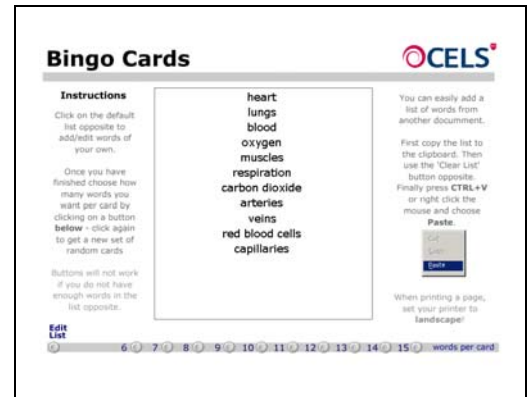 Bingo Cards
OCELS
Instructions
Click on the default
list opposite to
add/edit words of
your own.
Once you have
finished choose how
many words you
want per card by
clicking on a button
below - click again
to get a new set of
random cards
Buttons will not work
if you do not have
enough words in the
list opposite.
heart
lungs
blood
oxygen
muscles
respiration
carbon dioxide
arteries
veins
red blood cells
capillaries
You can easily add a
list of words from
another documment.
First copy the list to
the clipboard. Then
use the 'Clear List'
button opposite.
Finally press CTRL+V
or right click the
mouse and choose
Paste.
Cut
Copy
Paste
When printing a page,
set your printer to
landscape!
Edit
List
6 7 8 9 10 11 12 13 14 15 words per card